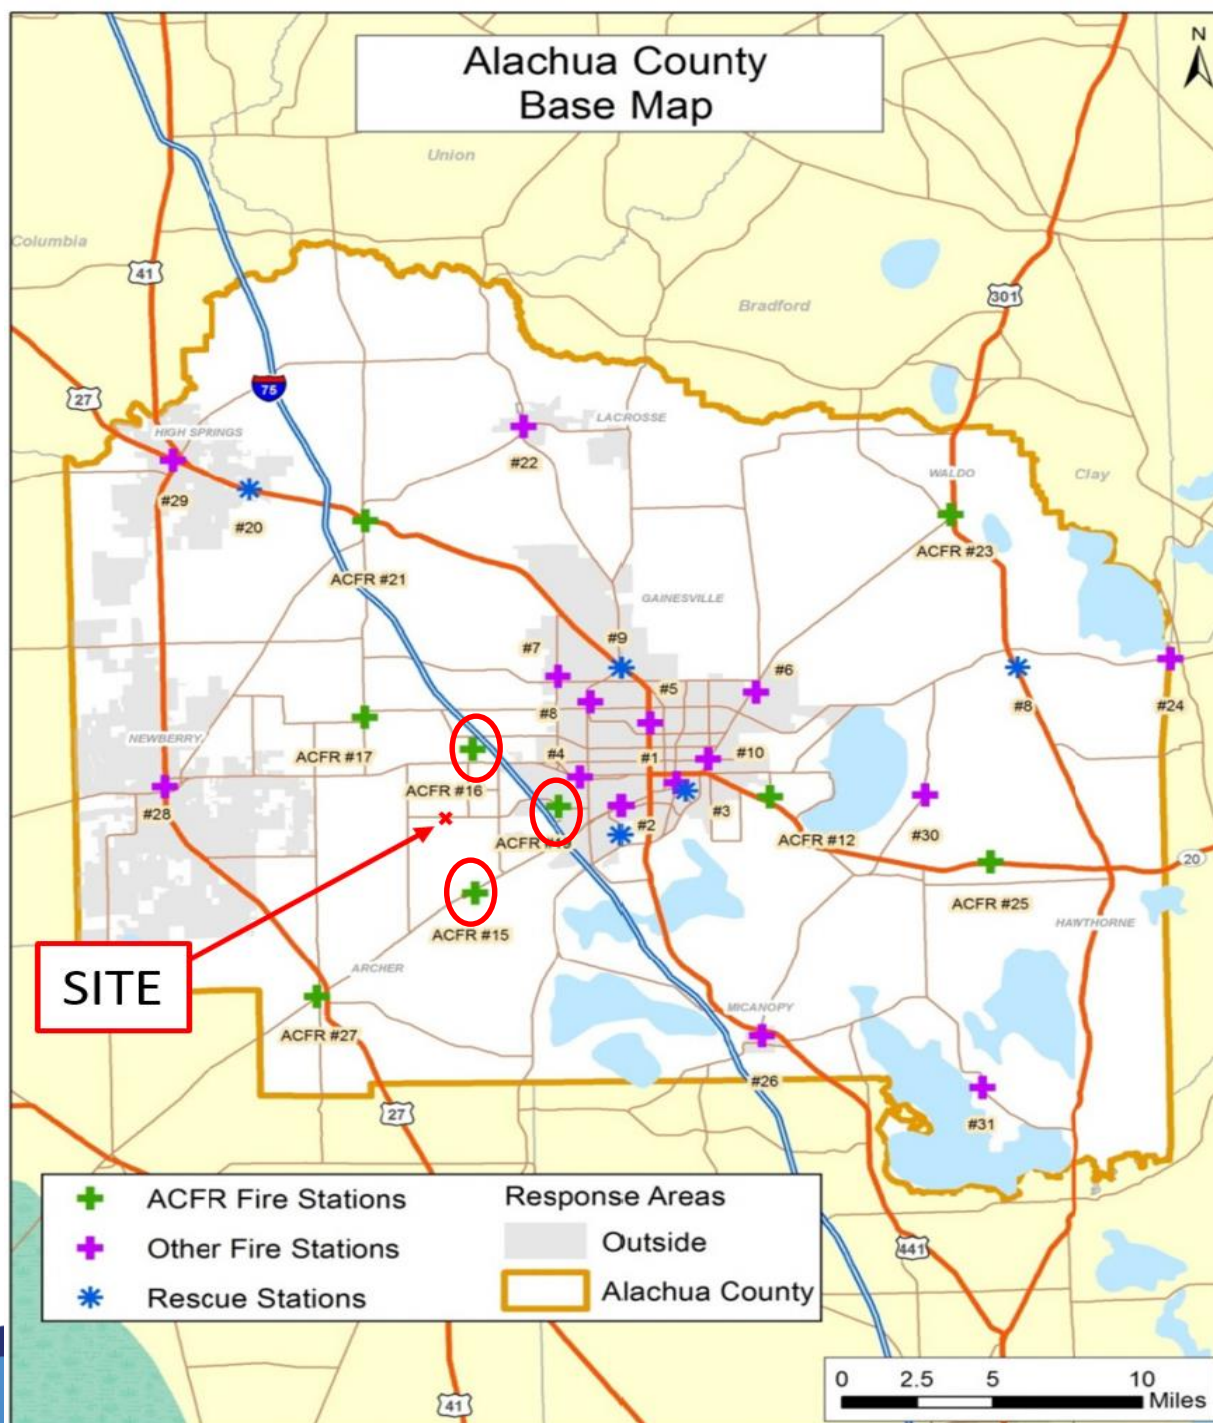 Alachua County
Base Map
N
Union
Columbia
41
301
Bradford
75
27
HIGH SPRINGS
LACROSSE
#22
WALDO
Clay
#29
#20
ACFR #23
ACFR #21
GAINESVILLE
#7
#9
#6
#5
#8
#8
#24
NEWBERRY
ACFR #17
#4
#1
#10
ACFR #16
#28
#3
#30
#2
ACFR #12
20
ACFR #25
HAWTHORNE
ACFR #15
ARCHER
SITE
MICANOPY
ACFR #27
#26
27
#31
ACFR Fire Stations
Other Fire Stations
Rescue Stations
Response Areas
Outside
Alachua County
441
41
0 2.5 5 10
Miles